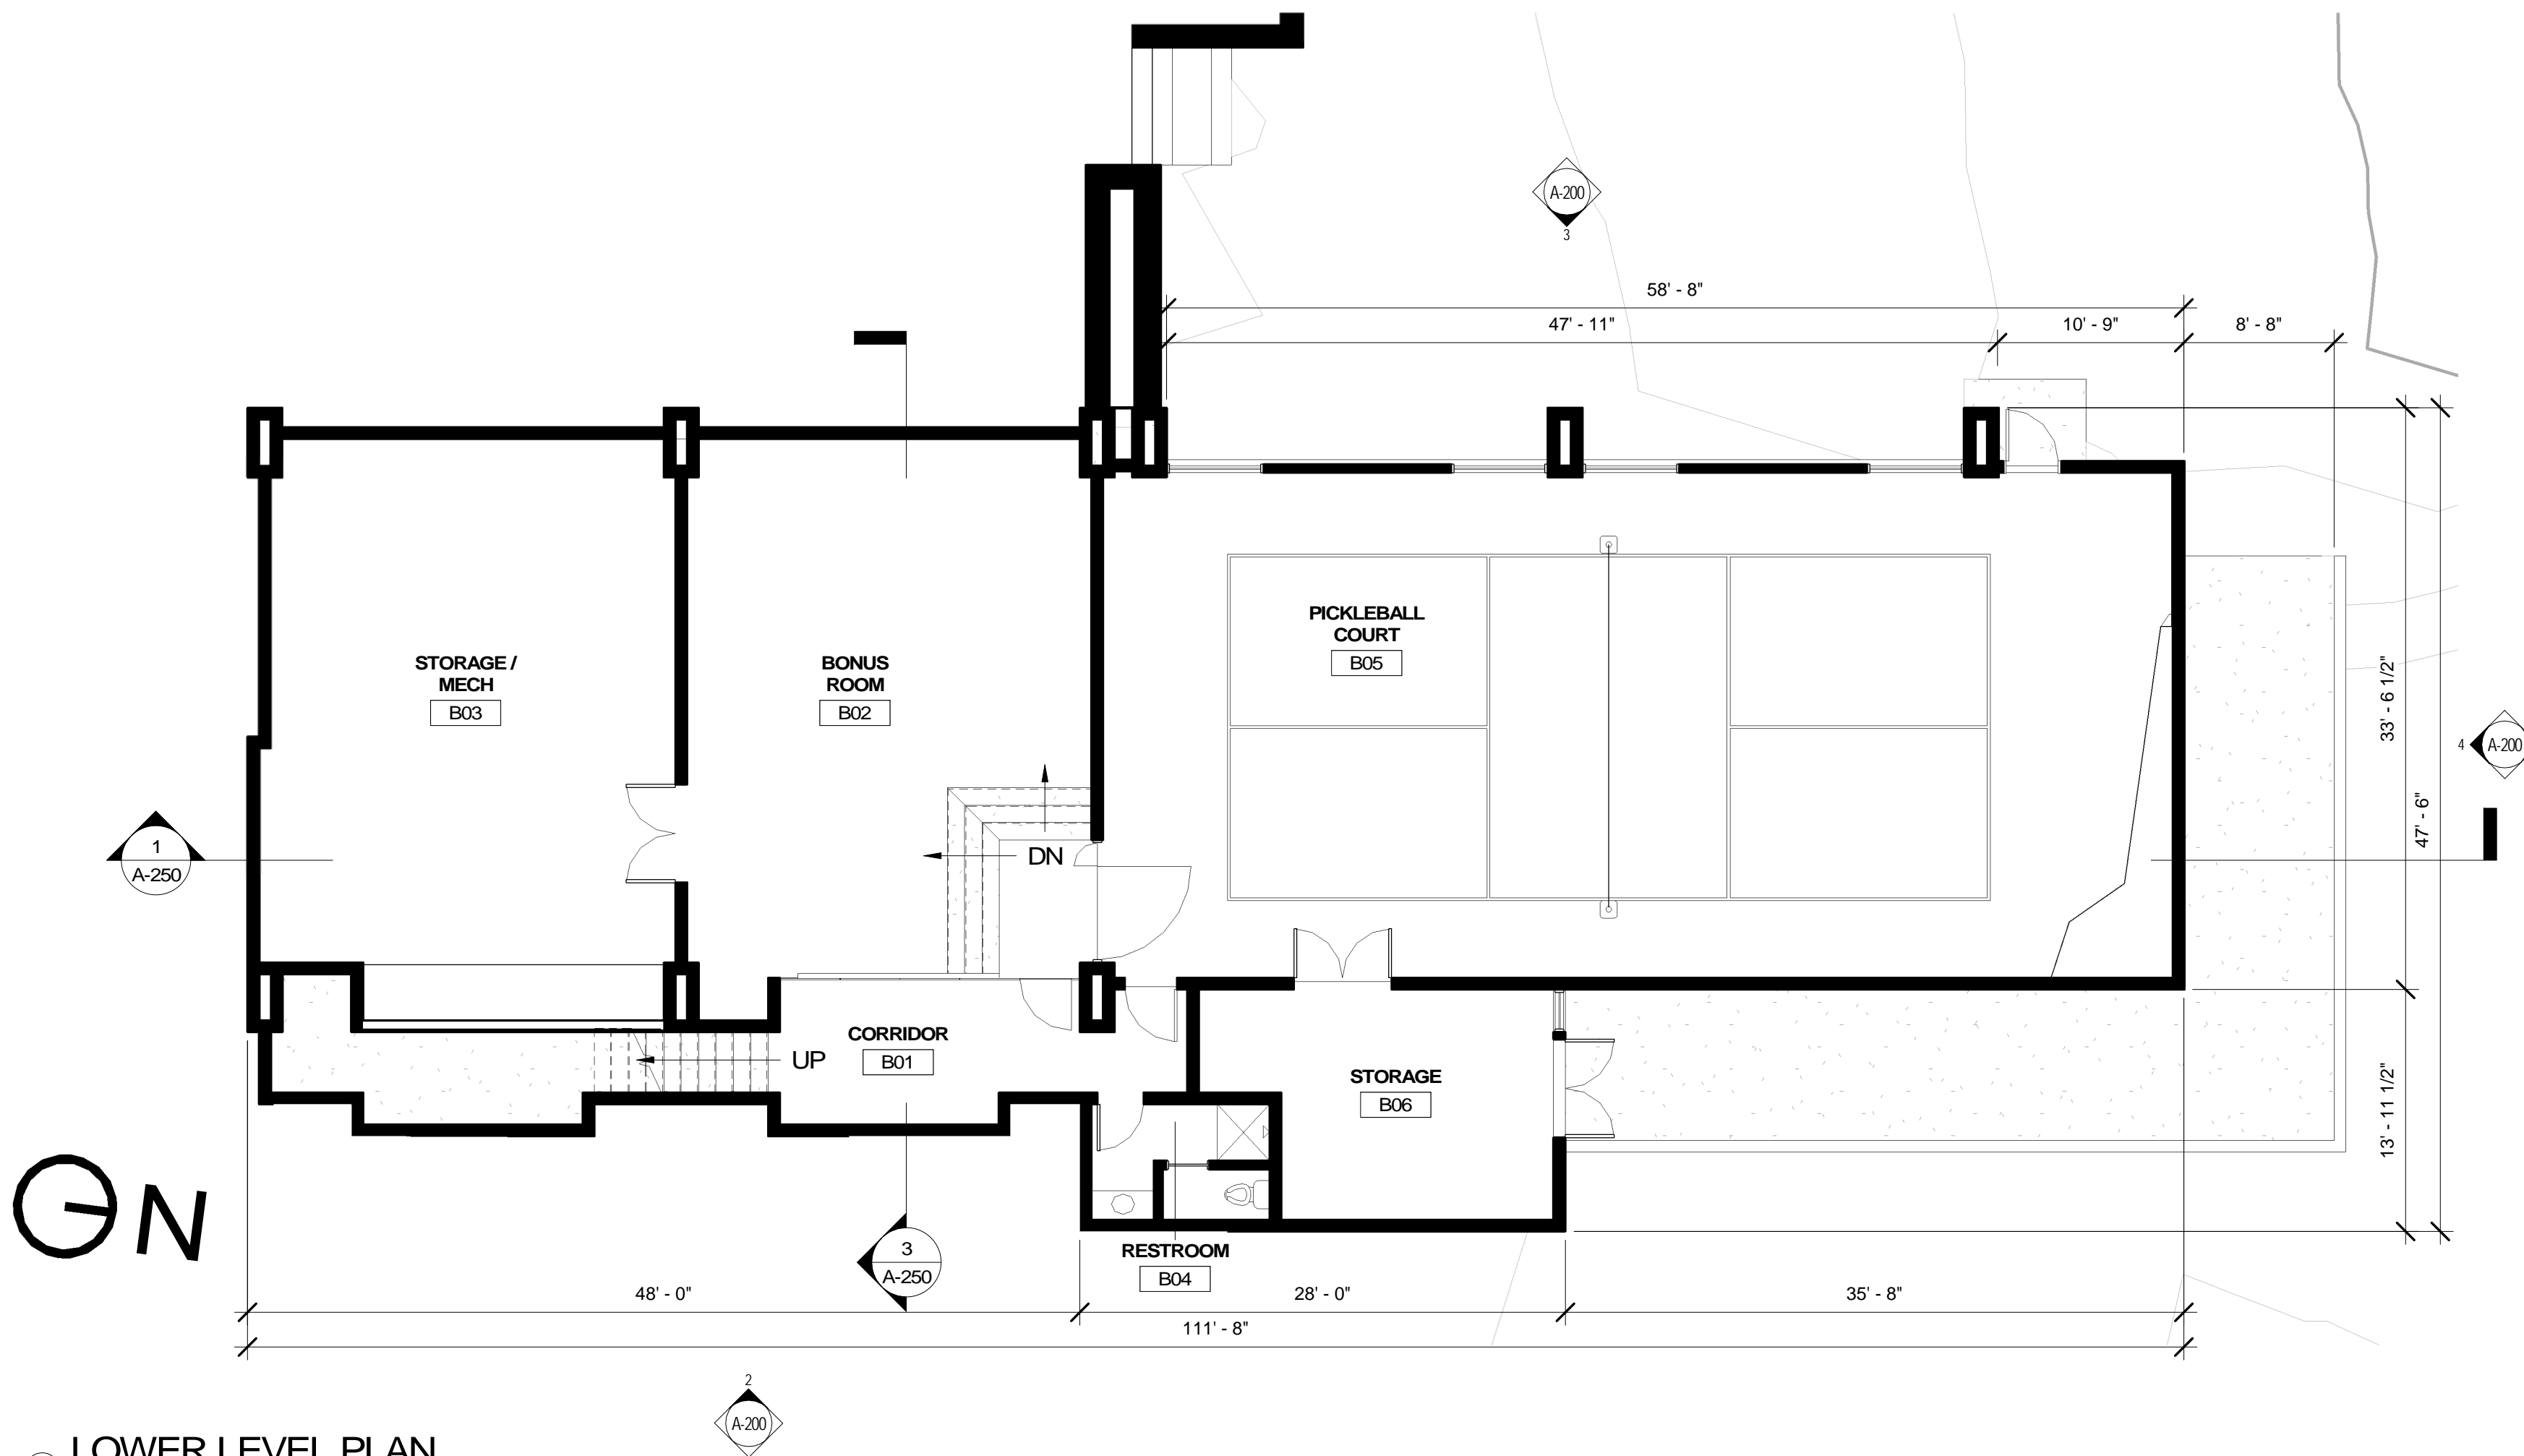 A-200
3
58' - 8"
47' - 11"
10' - 9"
8' - 8"
PICKLEBALL
COURT
B05
STORAGE /
MECH
B03
BONUS
ROOM
B02
33' - 6 1/2"
47' - 6"
4
A-200
1
A-250
DN
CORRIDOR
B01
UP
STORAGE
B06
13' - 11 1/2"
N
3
A-250
RESTROOM
B04
48' - 0"
28' - 0"
35' - 8"
111' - 8"
2
A-200
LOWER LEVEL PLAN